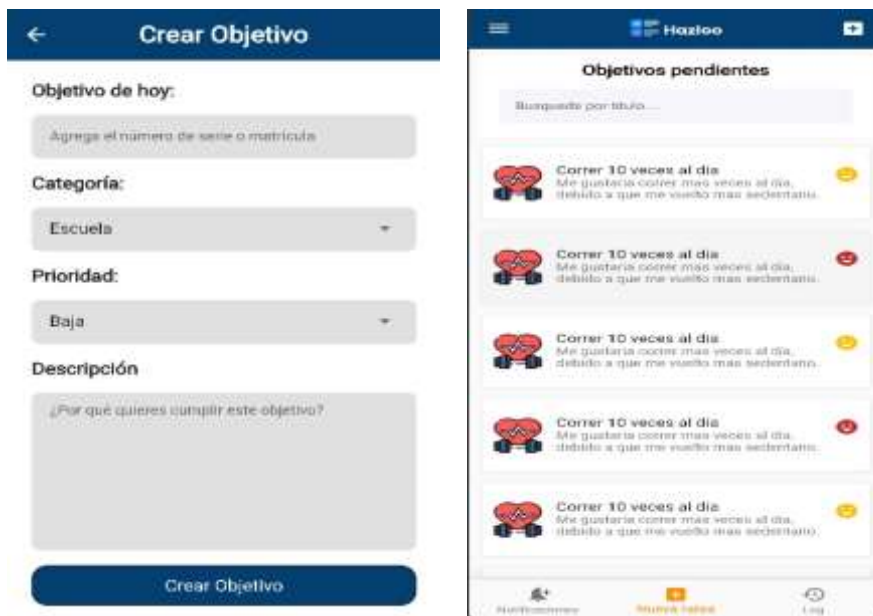 Crear Objetivo
Objetivo de hoy:
Agrega el número de serie o matrícula
Categoría:
Escuela
Prioridad:
Baja
Descripción
¿Por qué quieres cumplir este objetivo?
Crear Objetivo
Hazloo
Objetivos pendientes
Busqueda por titulo...
Correr 10 veces al dia
Me gustaria correr mas veces al dia,
debido a que me vuelto mas sedentario.
Correr 10 veces al dia
Me gustaria correr mas veces al dia,
debido a que me vuelto mas sedentario.
Correr 10 veces al dia
Me gustaria correr mas veces al dia,
debido a que me vuelto mas sedentario.
Correr 10 veces al dia
Me gustaria correr mas veces al dia,
debido a que me vuelto mas sedentario.
Correr 10 veces al dia
Me gustaria correr mas veces al dia,
debido a que me vuelto mas sedentario.
Notificaciones
Nueva tarea
Log